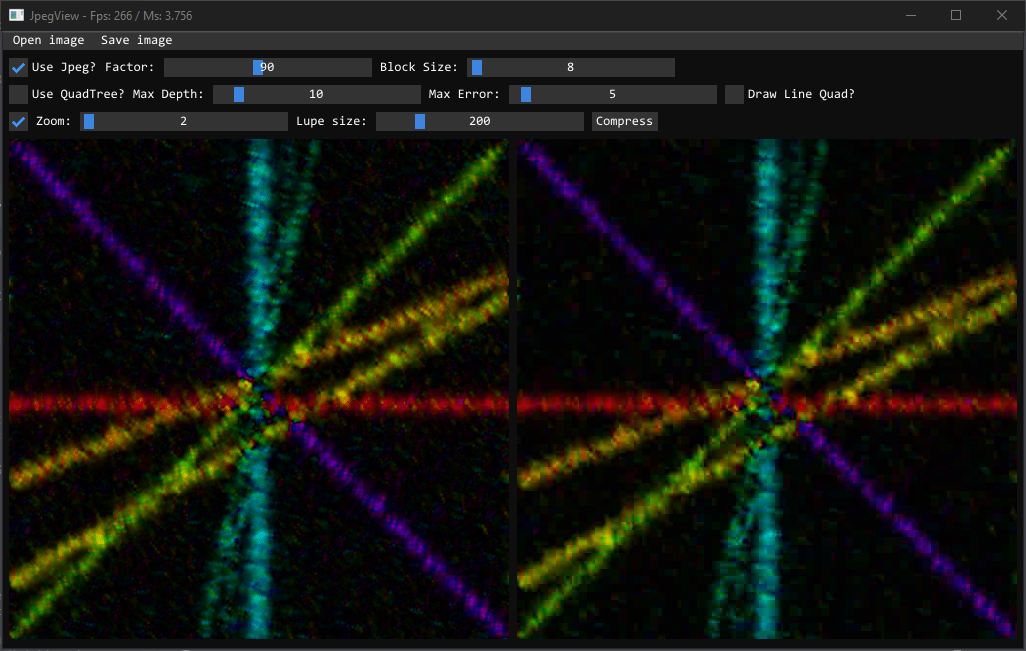 JpegView - Fps: 266 / Ms: 3.756
Open image Save image
Use Jpeg? Factor: 90 Block Size: 8
Use QuadTree? Max Depth: 10 Max Error: 5 Draw Line Quad?
Zoom: 2 Lupe size: 200 Compress